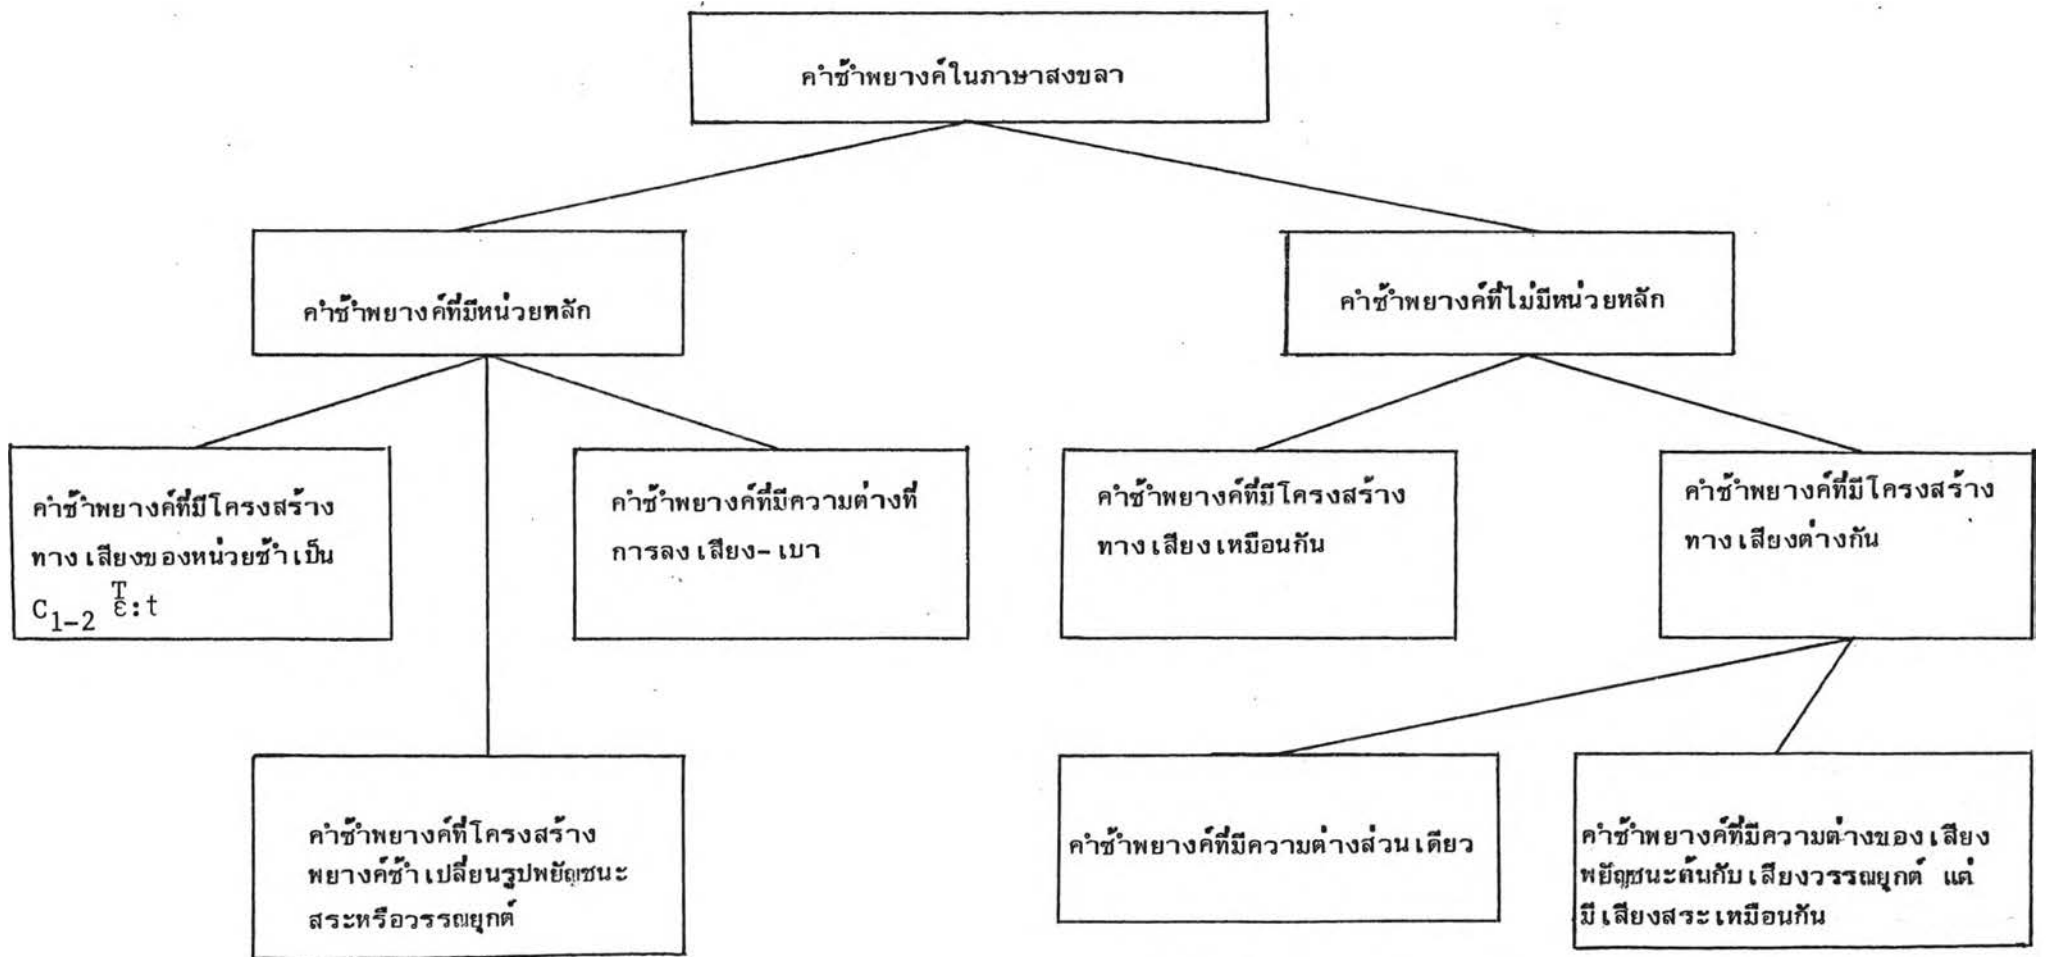 คำซ้ำพยางค์ในภาษาสงขลา
คำซ้ำพยางค์ที่มีหน่วยหลัก
คำซ้ำพยางค์ที่ไม่มีหน่วยหลัก
คำซ้ำพยางค์ที่มีโครงสร้าง
ทางเสียงของหน่วยซ้ำเป็น
C₁₋₂ T ɛ:t
คำซ้ำพยางค์ที่มีความต่างที่
การลงเสียง-เบา
คำซ้ำพยางค์ที่มีโครงสร้าง
ทางเสียงเหมือนกัน
คำซ้ำพยางค์ที่มีโครงสร้าง
ทางเสียงต่างกัน
คำซ้ำพยางค์ที่โครงสร้าง
พยางค์ซ้ำเปลี่ยนรูปพยัญชนะ
สระหรือวรรณยุกต์
คำซ้ำพยางค์ที่มีความต่างส่วนเดียว
คำซ้ำพยางค์ที่มีความต่างของเสียง
พยัญชนะต้นกับเสียงวรรณยุกต์ แต่
มีเสียงสระเหมือนกัน